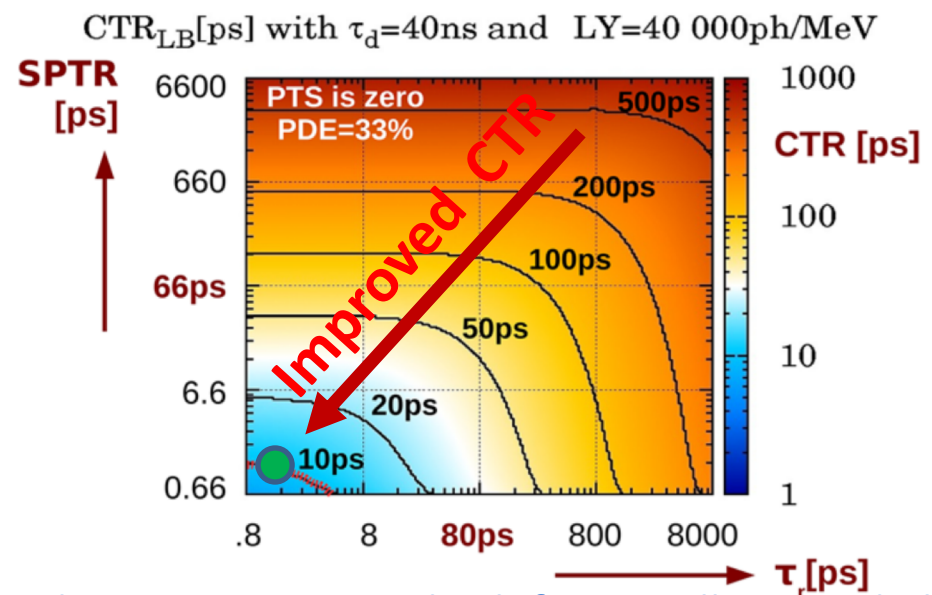 CTR_LB[ps] with τ_d=40ns and LY=40 000ph/MeV
SPTR
[ps]
6600
660
66ps
6.6
0.66
PTS is zero
PDE=33%
Improved CTR
500ps
200ps
100ps
50ps
20ps
10ps
1000
CTR [ps]
100
10
1
.8
8
80ps
800
8000
τ_r[ps]